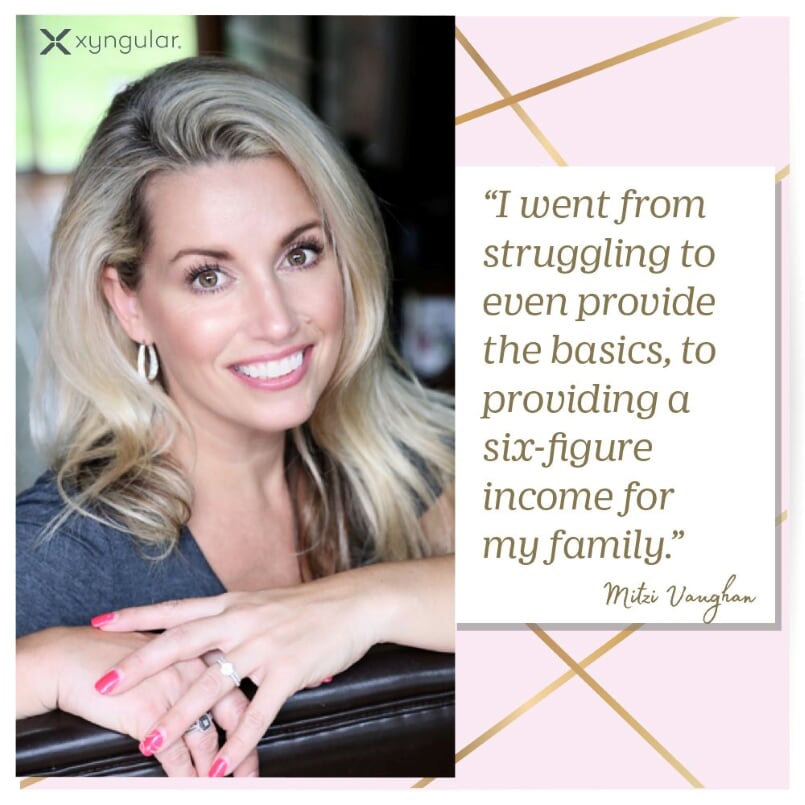 xyngular.
“I went from
struggling to
even provide
the basics, to
providing a
six-figure
income for
my family.”
Mitzi Vaughan